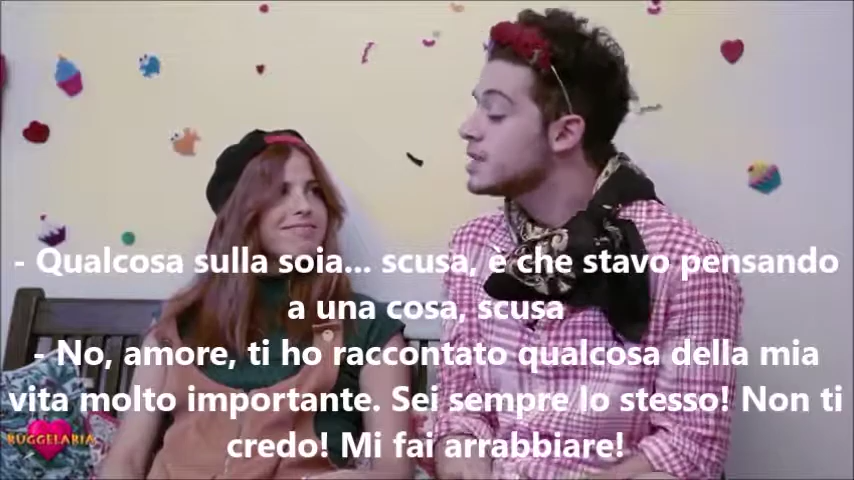 - Qualcosa sulla soia... scusa, è che stavo pensando
a una cosa, scusa
- No, amore, ti ho raccontato qualcosa della mia
vita molto importante. Sei sempre lo stesso! Non ti
credo! Mi fai arrabbiare!
RUGGELARIA